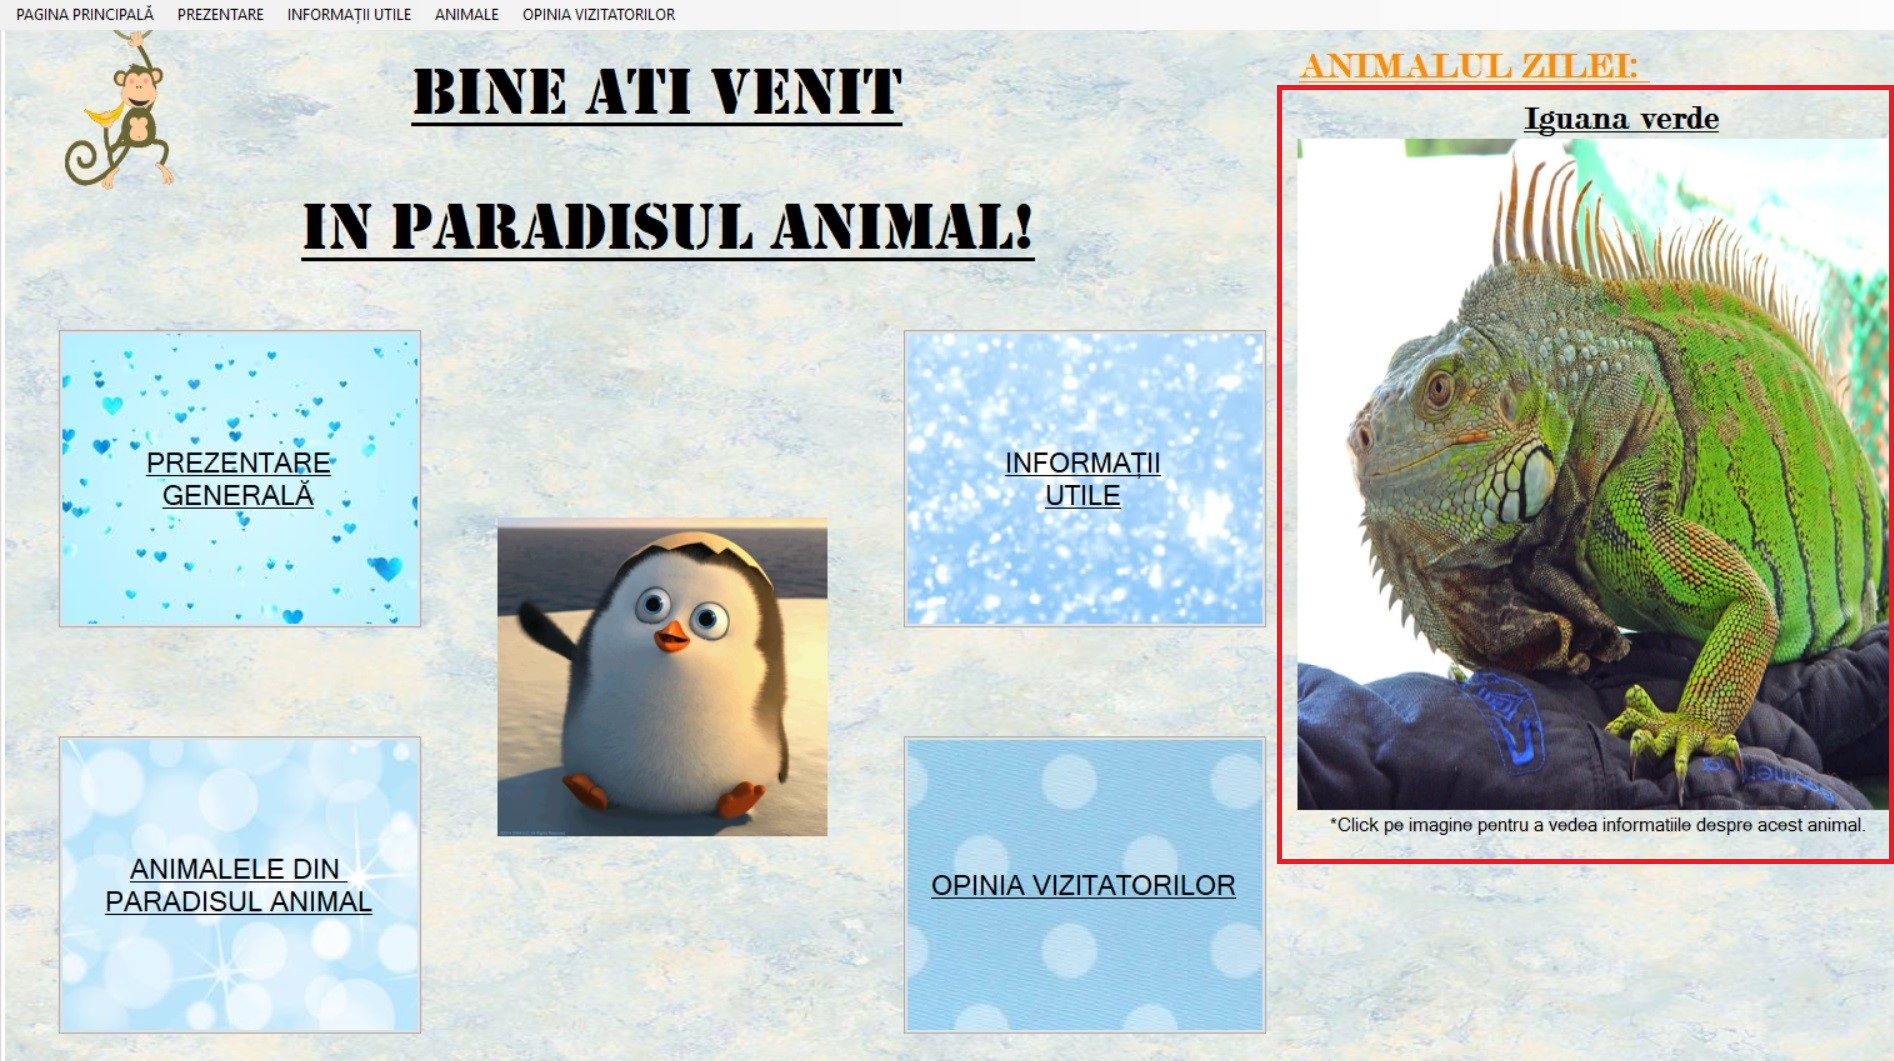 PAGINA PRINCIPALĂ PREZENTARE INFORMAȚII UTILE ANIMALE OPINIA VIZITATORILOR
BINE ATI VENIT
IN PARADISUL ANIMAL!
PREZENTARE
GENERALĂ
INFORMAȚII
UTILE
ANIMALELE DIN
PARADISUL ANIMAL
OPINIA VIZITATORILOR
ANIMALUL ZILEI:
Iguana verde
*Click pe imagine pentru a vedea informatiile despre acest animal.